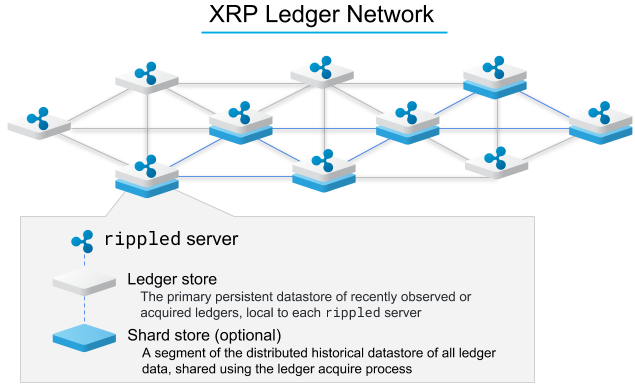 XRP Ledger Network
rippled server
Ledger store
The primary persistent datastore of recently observed or
acquired ledgers, local to each rippled server
Shard store (optional)
A segment of the distributed historical datastore of all ledger
data, shared using the ledger acquire process